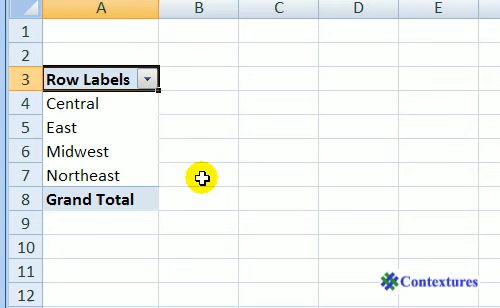 A B C D E
1
2
3 Row Labels
4 Central
5 East
6 Midwest
7 Northeast
8 Grand Total
9
10
11
Contextures
12